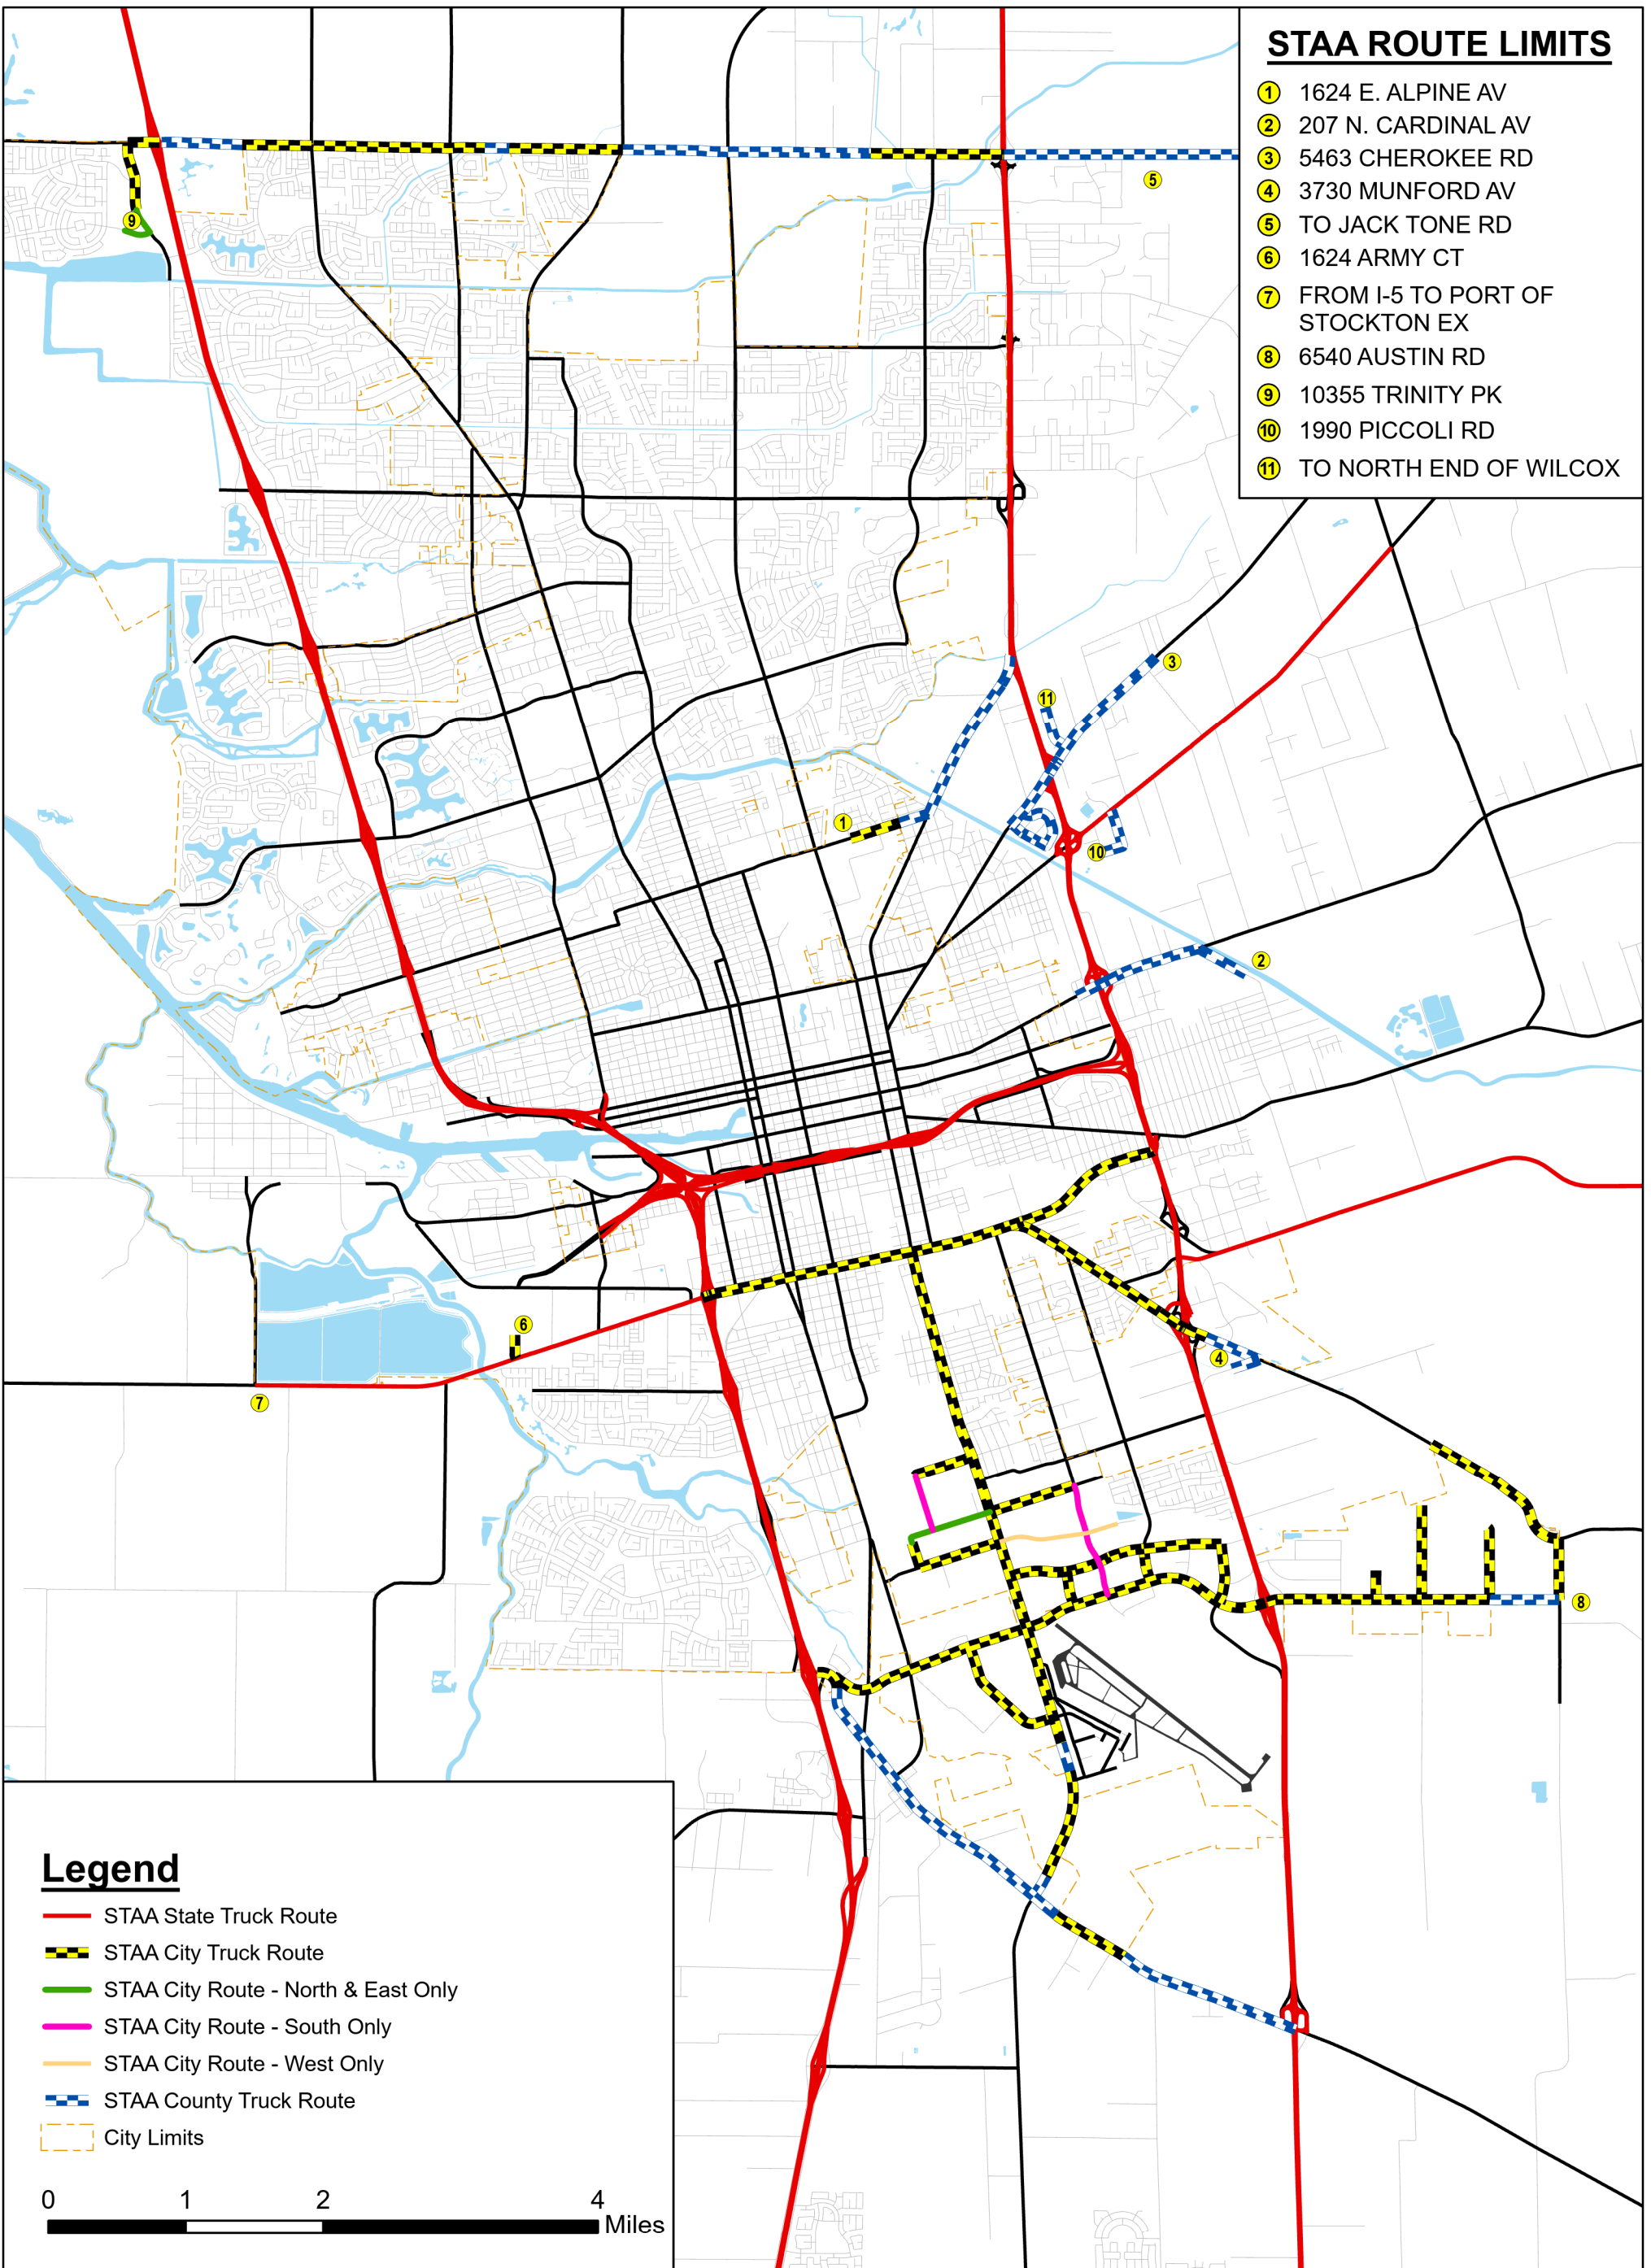 STAA ROUTE LIMITS
1 1624 E. ALPINE AV
2 207 N. CARDINAL AV
3 5463 CHEROKEE RD
4 3730 MUNFORD AV
5 TO JACK TONE RD
6 1624 ARMY CT
7 FROM I-5 TO PORT OF
STOCKTON EX
8 6540 AUSTIN RD
9 10355 TRINITY PK
10 1990 PICCOLI RD
11 TO NORTH END OF WILCOX
5
9
3
11
1
10
2
6
4
7
8
Legend
STAA State Truck Route
STAA City Truck Route
STAA City Route - North & East Only
STAA City Route - South Only
STAA City Route - West Only
STAA County Truck Route
City Limits
0 1 2 4
Miles